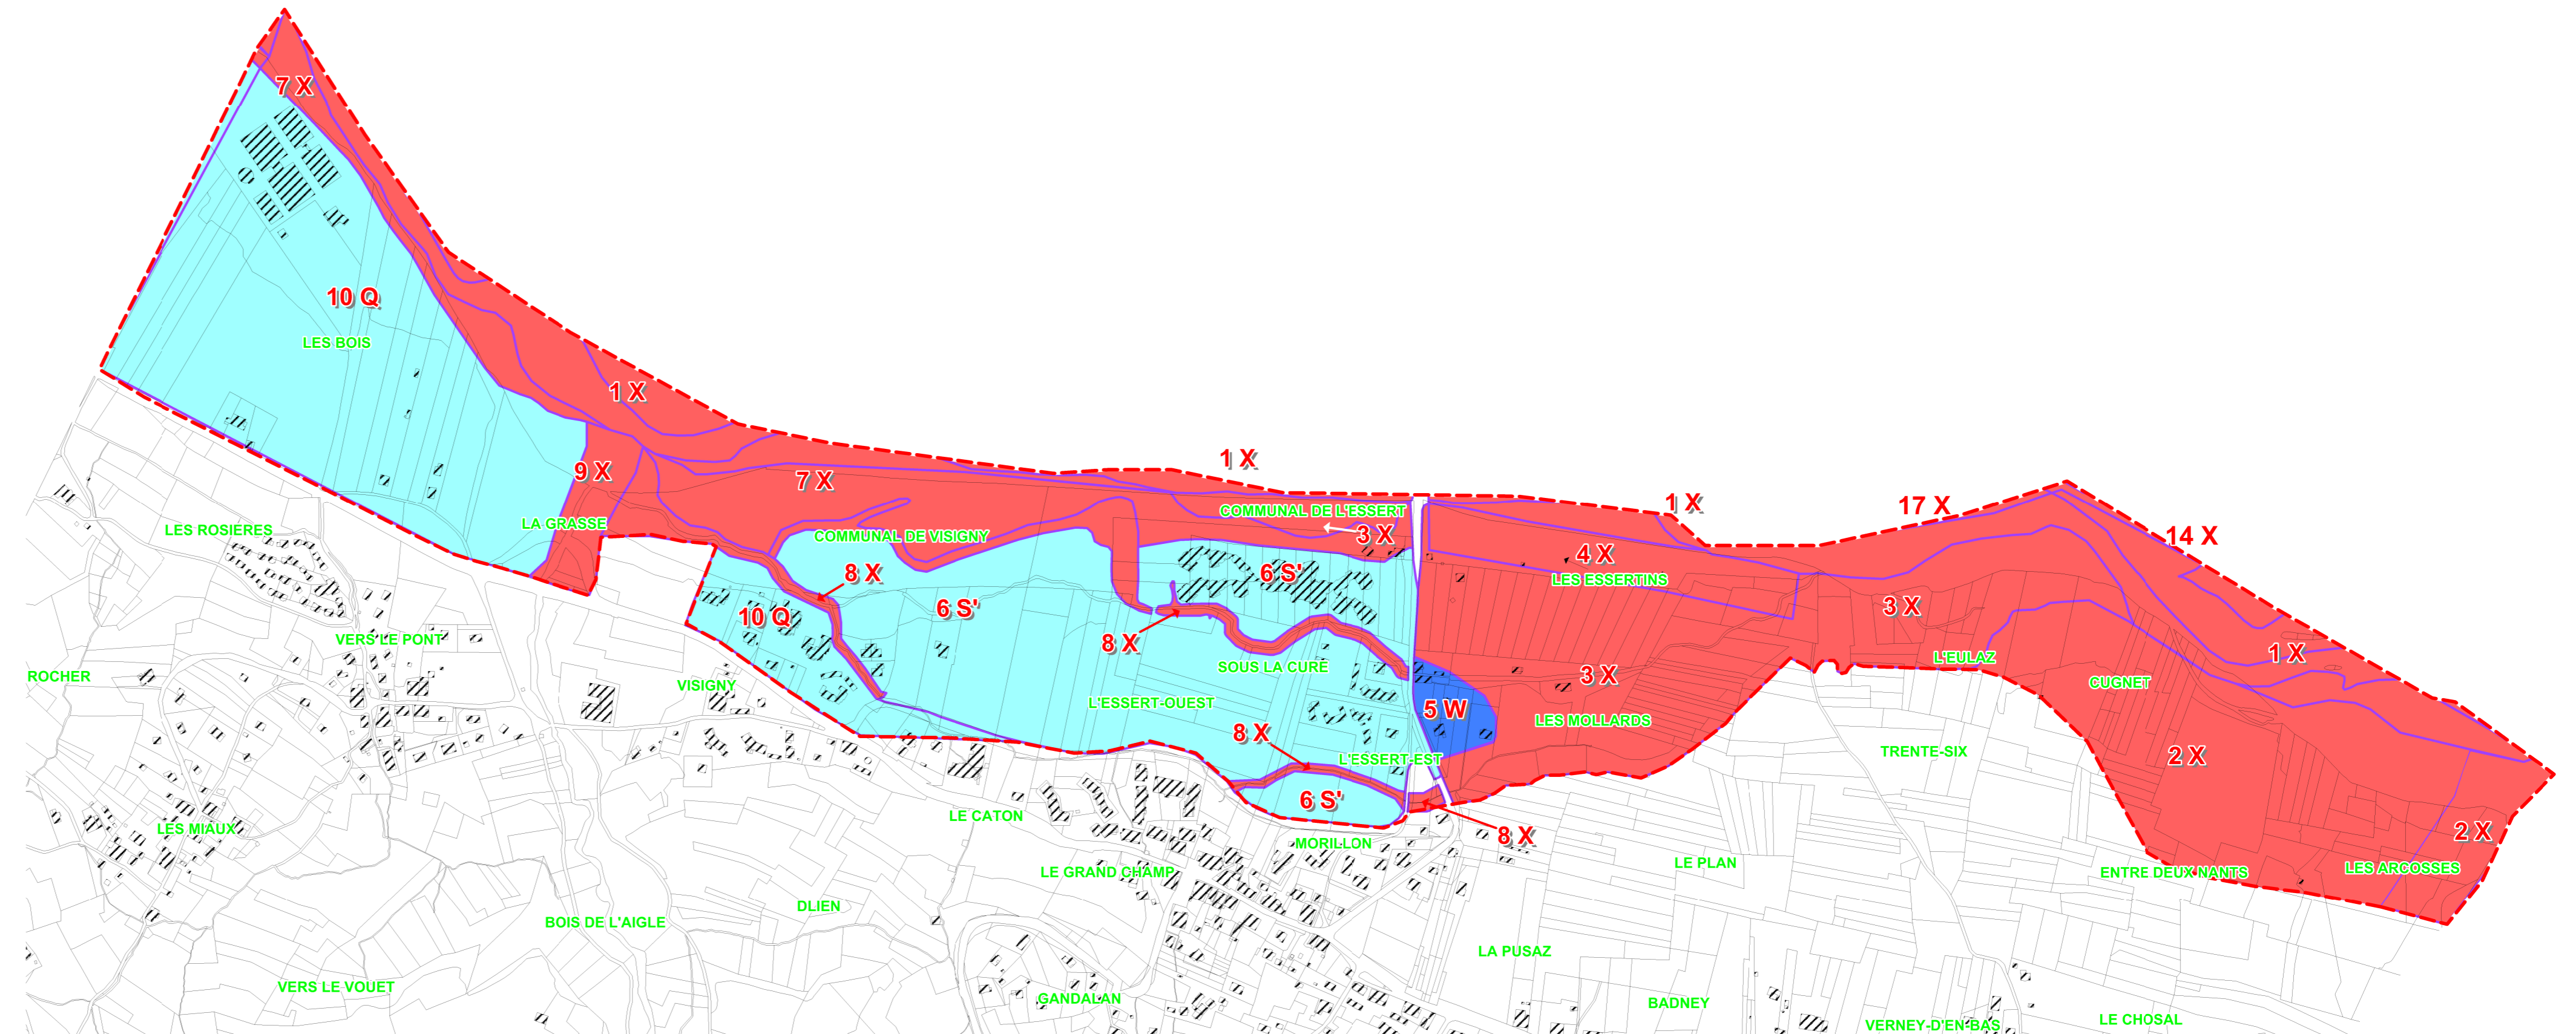 7 X
10 Q
LES BOIS
1 X
1 X
9 X
7 X
1 X
17 X
COMMUNAL DE L'ESSERT
LA GRASSE
LES ROSIERES
COMMUNAL DE VISIGNY
3 X
14 X
4 X
8 X
6 S'
LES ESSERTINS
10 Q
6 S'
3 X
VERS LE PONT
8 X
ROCHER
VISIGNY
SOUS LA CURE
3 X
L'EULAZ
1 X
CUGNET
L'ESSERT-OUEST
5 W
LES MOLLARDS
8 X
L'ESSERT-EST
TRENTE-SIX
2 X
6 S'
LES MIAUX
LE CATON
8 X
2 X
MORILLON
LE GRAND CHAMP
LE PLAN
ENTRE DEUX NANTS
LES ARCOSSES
DLIEN
BOIS DE L'AIGLE
LA PUSAZ
VERS LE VOUET
GANDALAN
BADNEY
VERNEY-D'EN-BAS
LE CHOSAL